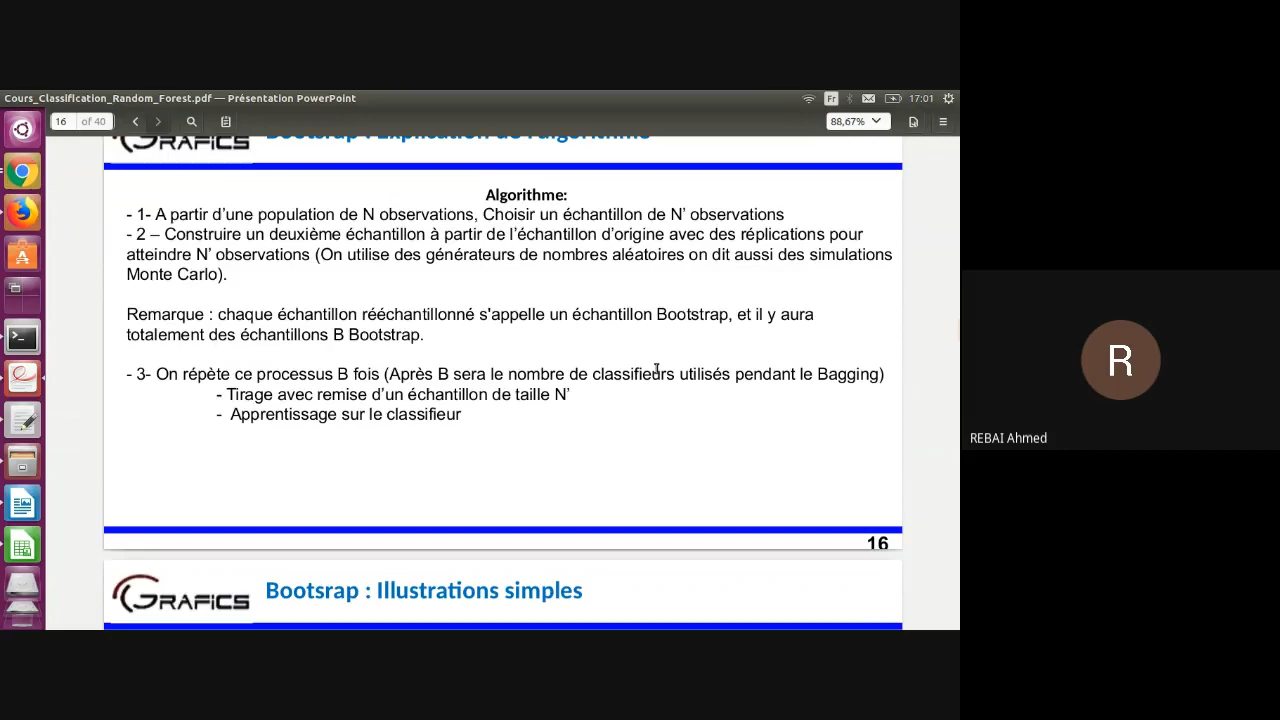 Cours_Classification_Random_Forest.pdf — Présentation PowerPoint
Fr
17:01
16 of 40
88,67%
GRAFICS
Bootsrap : Explication de l'algorithme
Algorithme:
- 1- A partir d'une population de N observations, Choisir un échantillon de N' observations
- 2 – Construire un deuxième échantillon à partir de l'échantillon d'origine avec des réplications pour
atteindre N' observations (On utilise des générateurs de nombres aléatoires on dit aussi des simulations
Monte Carlo).
Remarque : chaque échantillon rééchantillonné s'appelle un échantillon Bootstrap, et il y aura
totalement des échantillons B Bootstrap.
- 3- On répète ce processus B fois (Après B sera le nombre de classifieurs utilisés pendant le Bagging)
- Tirage avec remise d'un échantillon de taille N'
- Apprentissage sur le classifieur
16
GRAFICS
Bootsrap : Illustrations simples
R
REBAI Ahmed